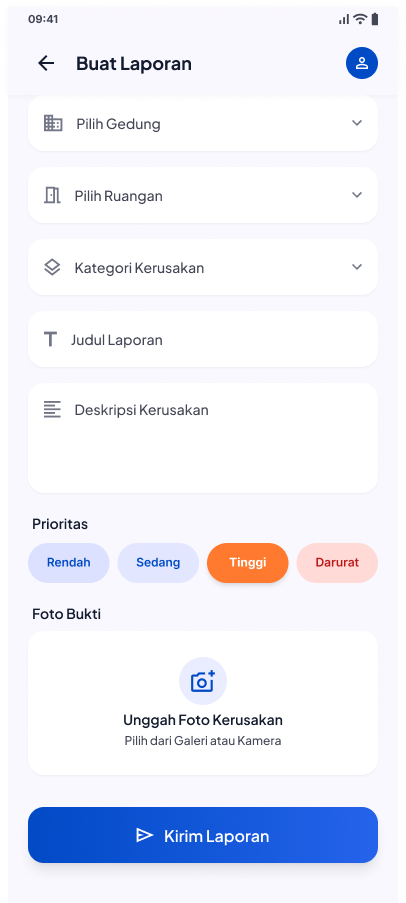 09:41
Buat Laporan
Pilih Gedung
Pilih Ruangan
Kategori Kerusakan
Judul Laporan
Deskripsi Kerusakan
Prioritas
Rendah Sedang Tinggi Darurat
Foto Bukti
Unggah Foto Kerusakan
Pilih dari Galeri atau Kamera
Kirim Laporan